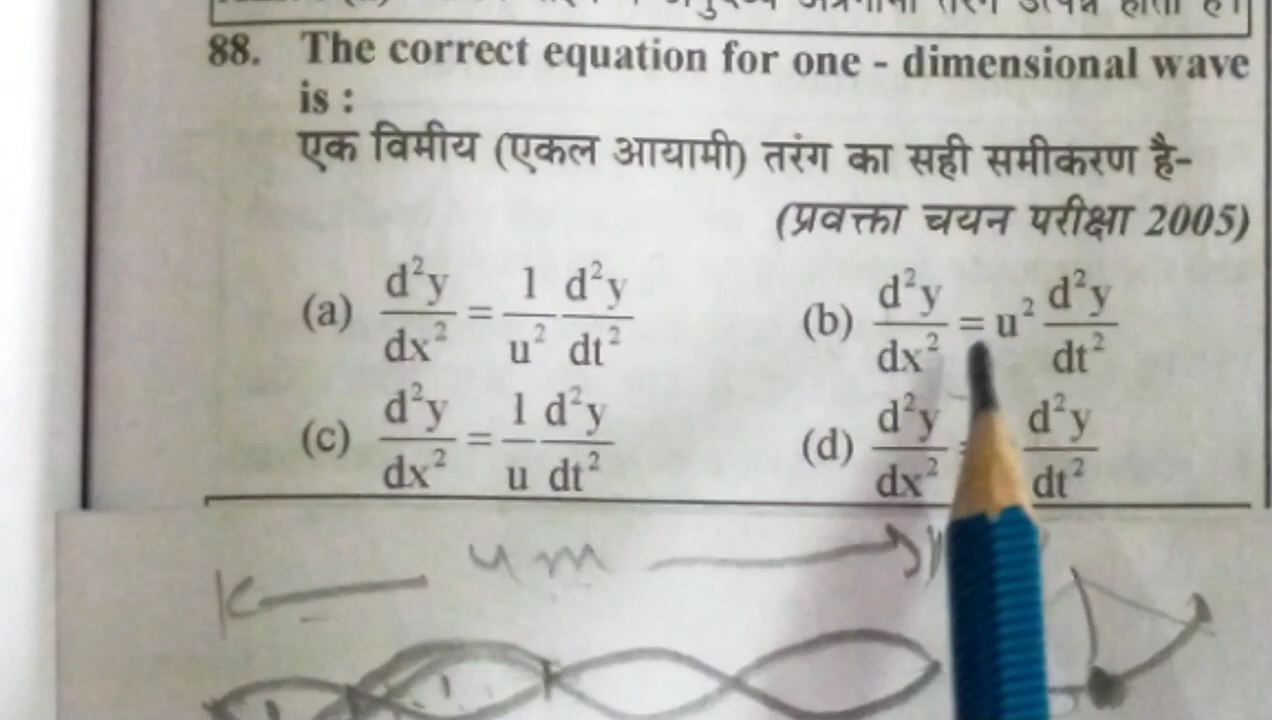 88. The correct equation for one - dimensional wave
is :
एक विमीय (एकल आयामी) तरंग का सही समीकरण है-
(प्रवक्ता चयन परीक्षा 2005)
(a) d²y/dx² = 1/u² d²y/dt² (b) d²y/dx² = u² d²y/dt²
(c) d²y/dx² = 1/u d²y/dt² (d) d²y/dx² d²y/dt²